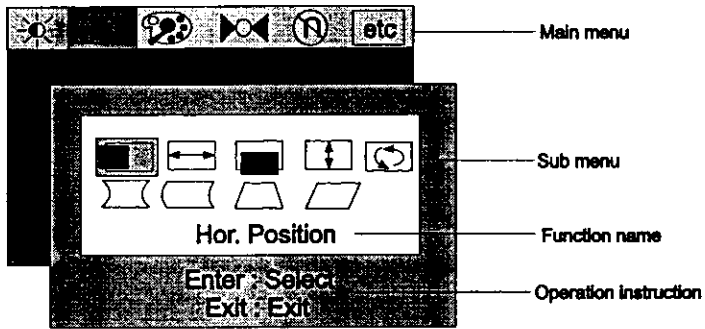 etc
Main menu
Sub menu
Hor. Position
Function name
Enter : Select
Exit : Exit
Operation instruction